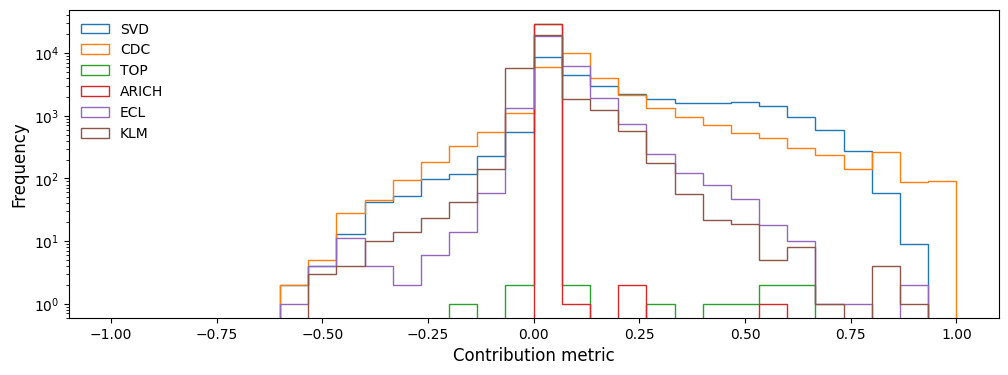 SVD
CDC
TOP
ARICH
ECL
KLM
Frequency
10⁴
10³
10²
10¹
10⁰
−1.00 −0.75 −0.50 −0.25 0.00 0.25 0.50 0.75 1.00
Contribution metric